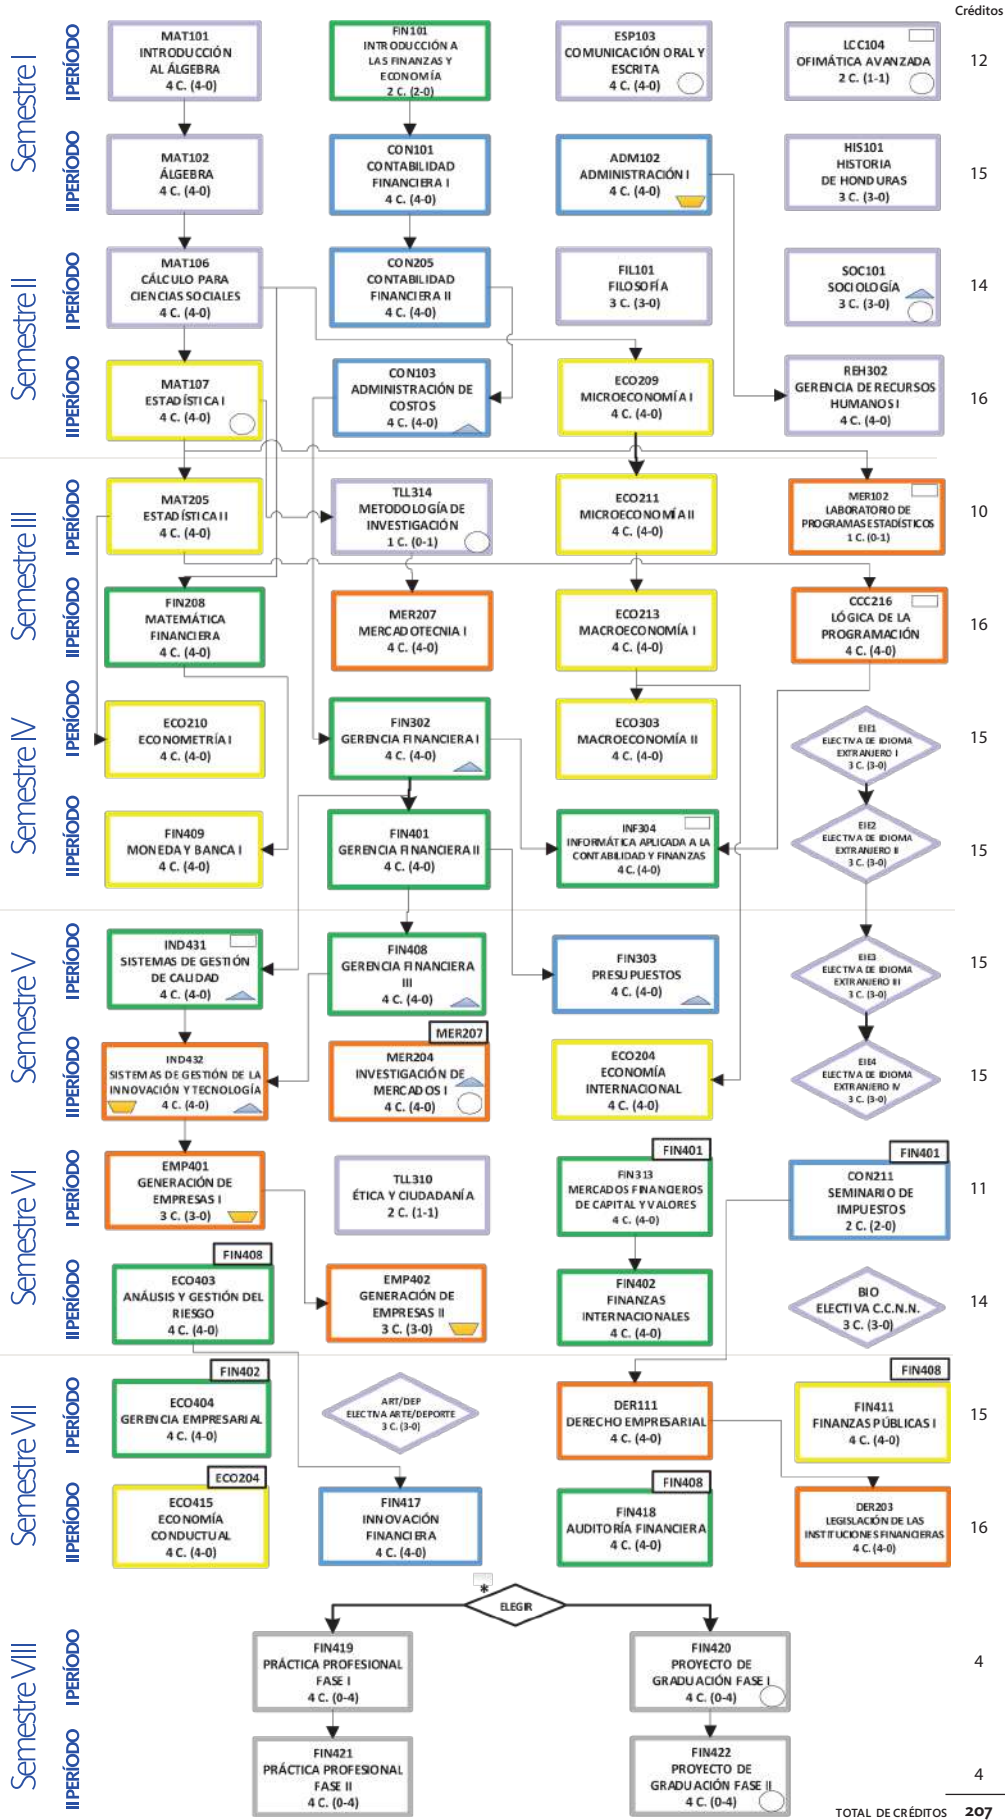 Créditos
Semestre I
I PERÍODO
MAT101
INTRODUCCIÓN
AL ÁLGEBRA
4 C. (4-0)
FIN101
INTRODUCCIÓN A
LAS FINANZAS Y
ECONOMÍA
2 C. (2-0)
ESP103
COMUNICACIÓN ORAL Y
ESCRITA
4 C. (4-0)
LCC104
OFIMÁTICA AVANZADA
2 C. (1-1)
12
II PERÍODO
MAT102
ÁLGEBRA
4 C. (4-0)
CON101
CONTABILIDAD
FINANCIERA I
4 C. (4-0)
ADM102
ADMINISTRACIÓN I
4 C. (4-0)
HIS101
HISTORIA
DE HONDURAS
3 C. (3-0)
15
Semestre II
I PERÍODO
MAT106
CÁLCULO PARA
CIENCIAS SOCIALES
4 C. (4-0)
CON205
CONTABILIDAD
FINANCIERA II
4 C. (4-0)
FIL101
FILOSOFÍA
3 C. (3-0)
SOC101
SOCIOLOGÍA
3 C. (3-0)
14
II PERÍODO
MAT107
ESTADÍSTICA I
4 C. (4-0)
CON103
ADMINISTRACIÓN DE
COSTOS
4 C. (4-0)
ECO209
MICROECONOMÍA I
4 C. (4-0)
REH302
GERENCIA DE RECURSOS
HUMANOS I
4 C. (4-0)
16
Semestre III
I PERÍODO
MAT205
ESTADÍSTICA II
4 C. (4-0)
TLL314
METODOLOGÍA DE
INVESTIGACIÓN
1 C. (0-1)
ECO211
MICROECONOMÍA II
4 C. (4-0)
MER102
LABORATORIO DE
PROGRAMAS ESTADÍSTICOS
1 C. (0-1)
10
II PERÍODO
FIN208
MATEMÁTICA
FINANCIERA
4 C. (4-0)
MER207
MERCADOTECNIA I
4 C. (4-0)
ECO213
MACROECONOMÍA I
4 C. (4-0)
CCC216
LÓGICA DE LA
PROGRAMACIÓN
4 C. (4-0)
16
Semestre IV
I PERÍODO
ECO210
ECONOMETRÍA I
4 C. (4-0)
FIN302
GERENCIA FINANCIERA I
4 C. (4-0)
ECO303
MACROECONOMÍA II
4 C. (4-0)
EIE1
ELECTIVA DE IDIOMA
EXTRANJERO I
3 C. (3-0)
15
II PERÍODO
FIN409
MONEDA Y BANCA I
4 C. (4-0)
FIN401
GERENCIA FINANCIERA II
4 C. (4-0)
INF304
INFORMÁTICA APLICADA A LA
CONTABILIDAD Y FINANZAS
4 C. (4-0)
EIE2
ELECTIVA DE IDIOMA
EXTRANJERO II
3 C. (3-0)
15
Semestre V
I PERÍODO
IND431
SISTEMAS DE GESTIÓN
DE CALIDAD
4 C. (4-0)
FIN408
GERENCIA FINANCIERA
III
4 C. (4-0)
FIN303
PRESUPUESTOS
4 C. (4-0)
EIE3
ELECTIVA DE IDIOMA
EXTRANJERO III
3 C. (3-0)
15
II PERÍODO
IND432
SISTEMAS DE GESTIÓN DE LA
INNOVACIÓN Y TECNOLOGÍA
4 C. (4-0)
MER207
MER204
INVESTIGACIÓN DE
MERCADOS I
4 C. (4-0)
ECO204
ECONOMÍA
INTERNACIONAL
4 C. (4-0)
EIE4
ELECTIVA DE IDIOMA
EXTRANJERO IV
3 C. (3-0)
15
Semestre VI
I PERÍODO
EMP401
GENERACIÓN DE
EMPRESAS I
3 C. (3-0)
TLL310
ÉTICA Y CIUDADANÍA
2 C. (1-1)
FIN401
FIN313
MERCADOS FINANCIEROS
DE CAPITAL Y VALORES
4 C. (4-0)
FIN401
CON211
SEMINARIO DE
IMPUESTOS
2 C. (2-0)
11
II PERÍODO
FIN408
ECO403
ANÁLISIS Y GESTIÓN DEL
RIESGO
4 C. (4-0)
EMP402
GENERACIÓN DE
EMPRESAS II
3 C. (3-0)
FIN402
FINANZAS
INTERNACIONALES
4 C. (4-0)
BIO
ELECTIVA C.C.N.N.
3 C. (3-0)
14
Semestre VII
I PERÍODO
FIN402
ECO404
GERENCIA EMPRESARIAL
4 C. (4-0)
ART/DEP
ELECTIVA ARTE/DEPORTE
3 C. (3-0)
DER111
DERECHO EMPRESARIAL
4 C. (4-0)
FIN408
FIN411
FINANZAS PÚBLICAS I
4 C. (4-0)
15
II PERÍODO
ECO204
ECO415
ECONOMÍA
CONDUCTUAL
4 C. (4-0)
FIN417
INNOVACIÓN
FINANCIERA
4 C. (4-0)
FIN408
FIN418
AUDITORÍA FINANCIERA
4 C. (4-0)
DER203
LEGISLACIÓN DE LAS
INSTITUCIONES FINANCIERAS
4 C. (4-0)
16
*
ELEGIR
Semestre VIII
I PERÍODO
FIN419
PRÁCTICA PROFESIONAL
FASE I
4 C. (0-4)
FIN420
PROYECTO DE
GRADUACIÓN FASE I
4 C. (0-4)
4
II PERÍODO
FIN421
PRÁCTICA PROFESIONAL
FASE II
4 C. (0-4)
FIN422
PROYECTO DE
GRADUACIÓN FASE II
4 C. (0-4)
4
TOTAL DE CRÉDITOS 207